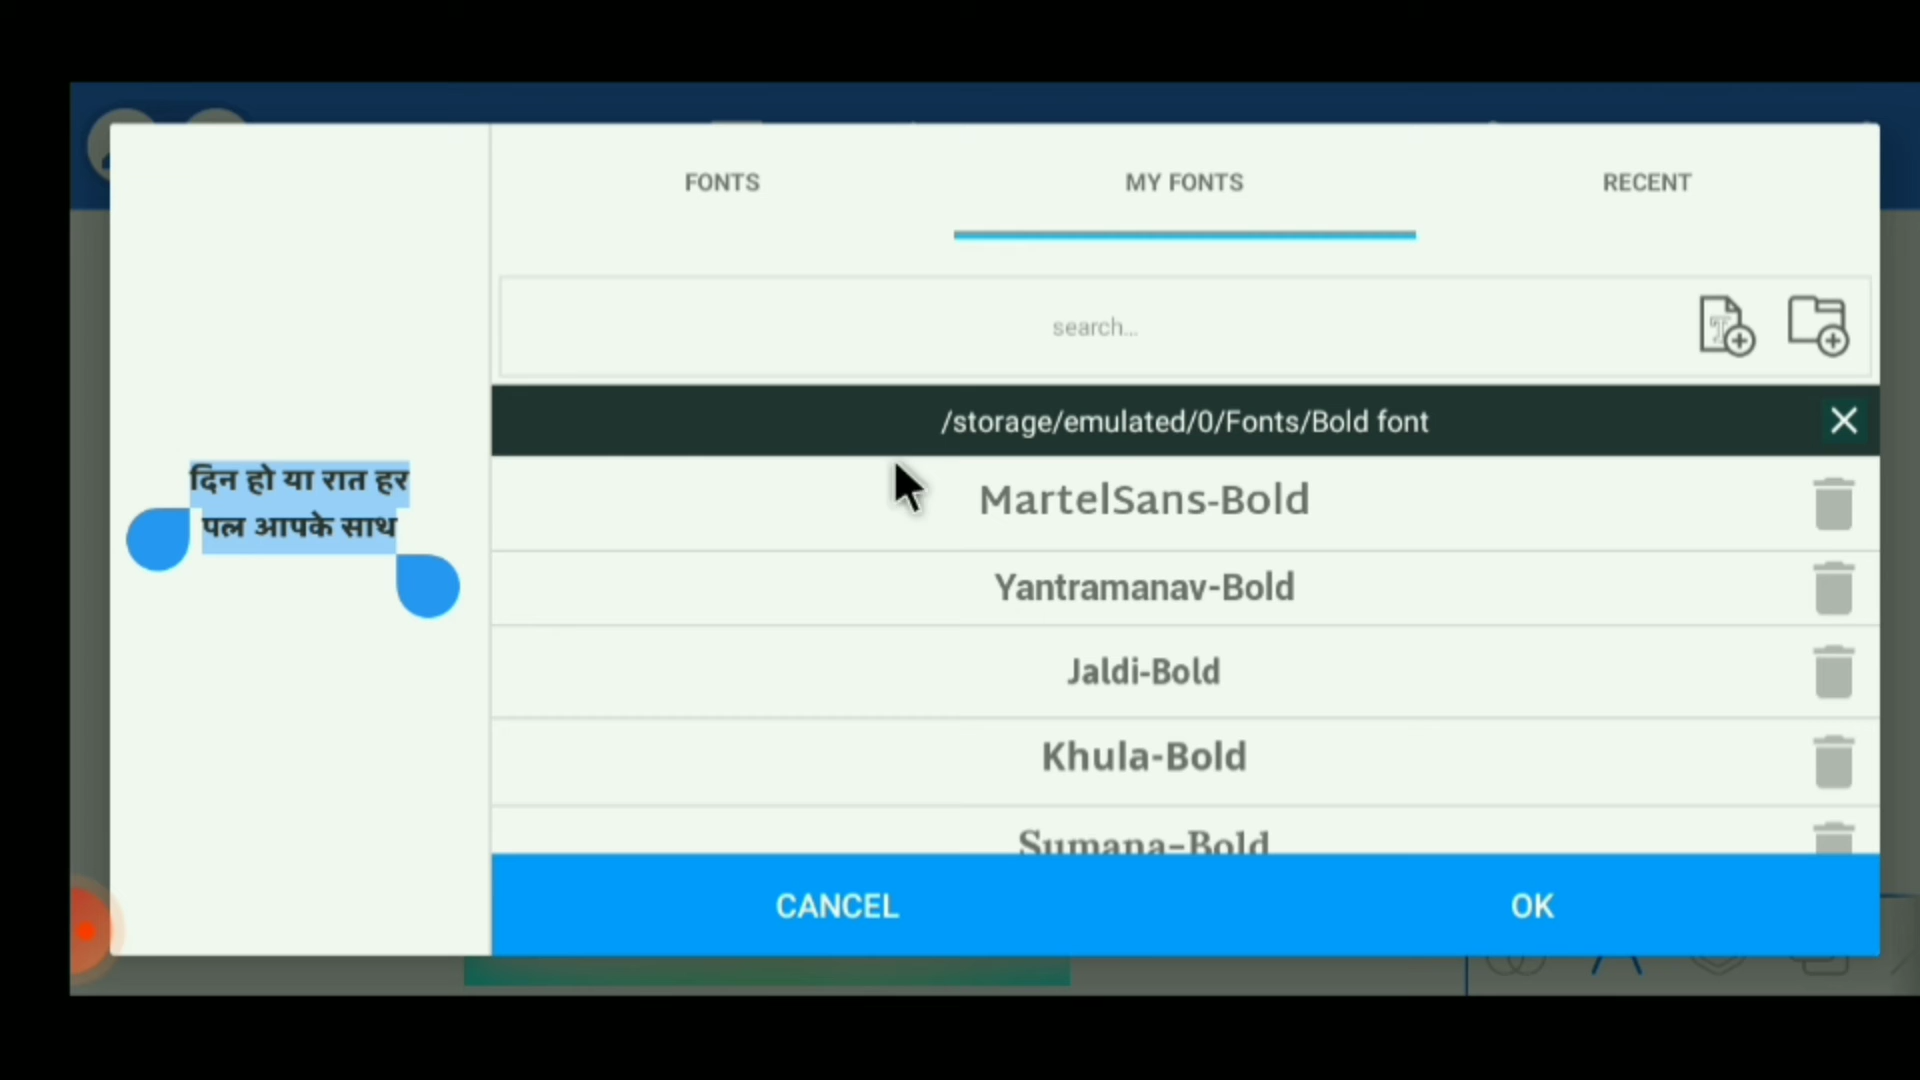 FONTS
MY FONTS
RECENT
search...
/storage/emulated/0/Fonts/Bold font
दिन हो या रात हर
पल आपके साथ
MartelSans-Bold
Yantramanav-Bold
Jaldi-Bold
Khula-Bold
Sumana-Bold
CANCEL
OK